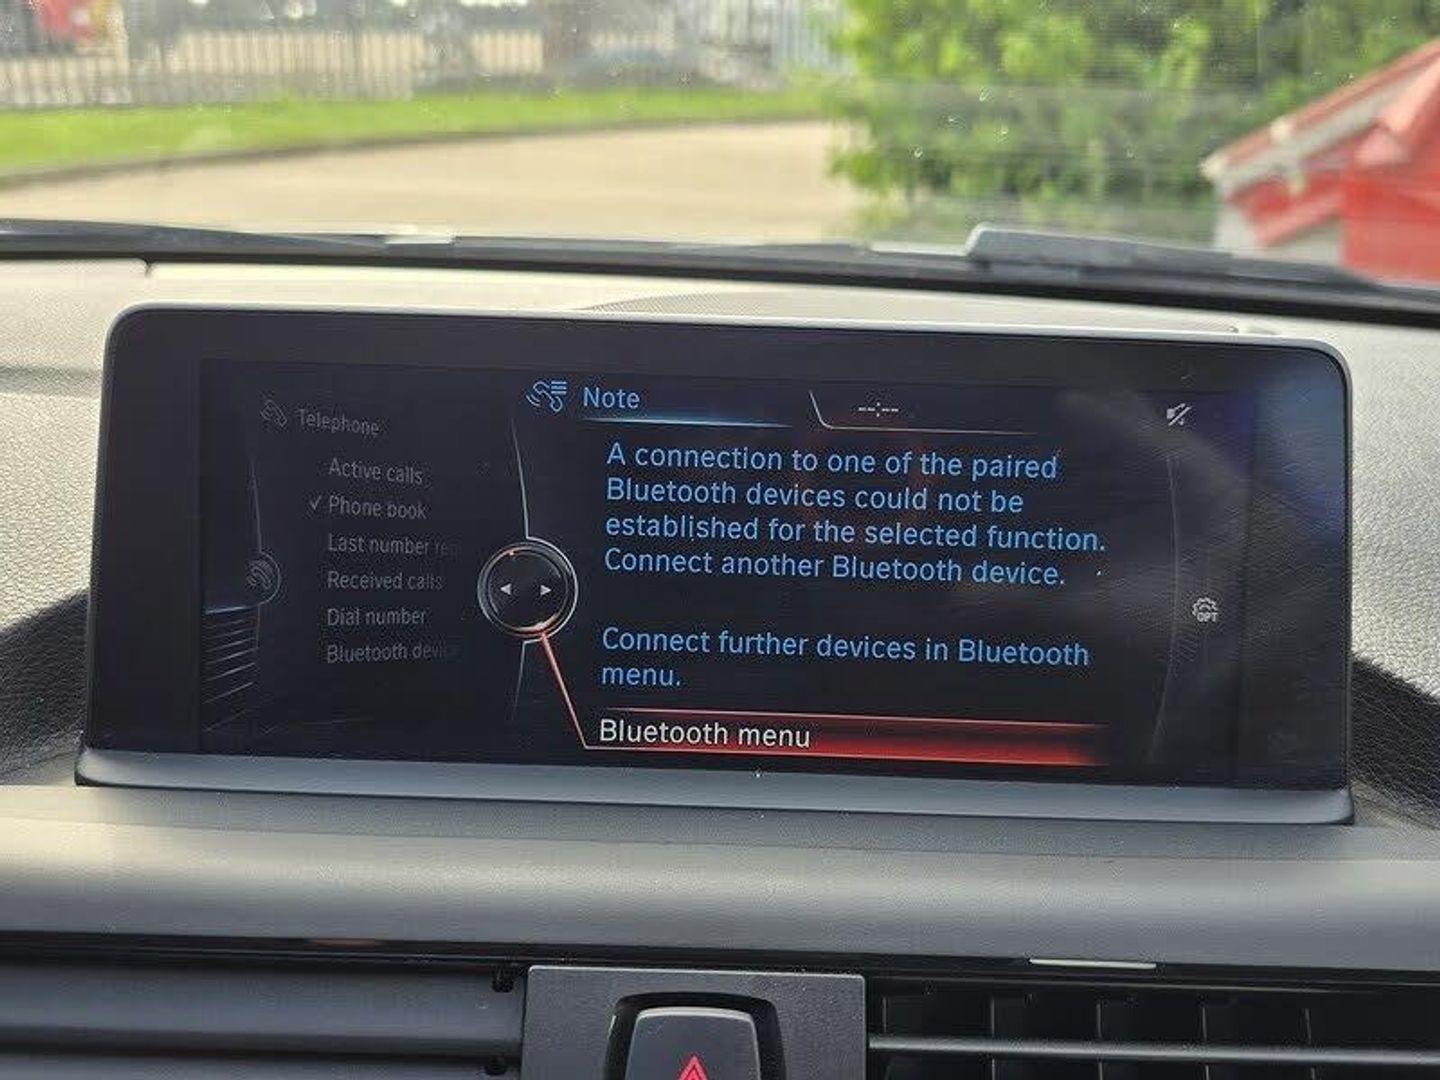 Telephone
Active calls
✓ Phone book
Last number
Received calls
Dial number
Bluetooth
Note
--:--
A connection to one of the paired
Bluetooth devices could not be
established for the selected function.
Connect another Bluetooth device.
Connect further devices in Bluetooth
menu.
Bluetooth menu
OPT